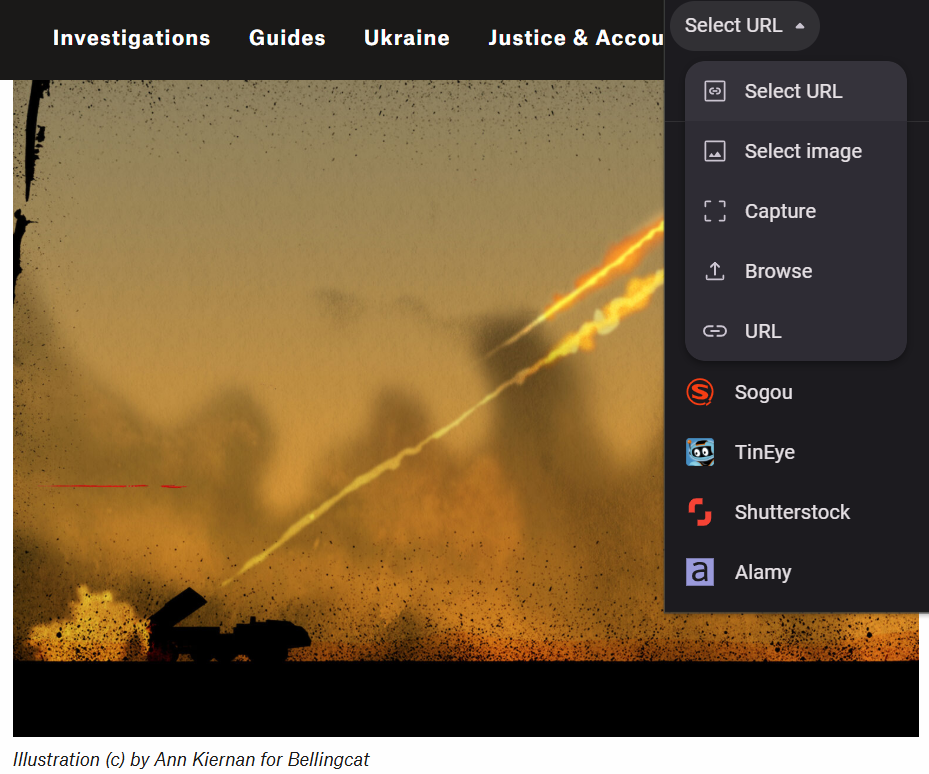 Investigations Guides Ukraine Justice & Accou
Select URL
Select URL
Select image
Capture
Browse
URL
Sogou
TinEye
Shutterstock
a Alamy
Illustration (c) by Ann Kiernan for Bellingcat